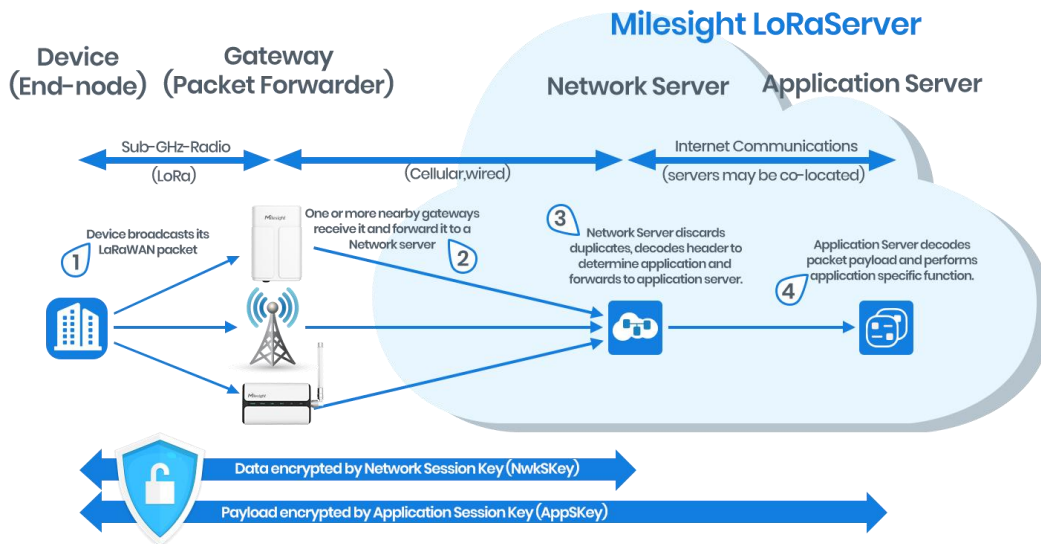 Milesight LoRaServer
Device
(End-node)
Gateway
(Packet Forwarder)
Network Server
Application Server
Sub-GHz-Radio
(LoRa)
(Cellular,wired)
Internet Communications
(servers may be co-located)
1
Device broadcasts its
LaRaWAN packet
Milesight
One or more nearby gateways
receive it and forward it to a
Network server
2
3
Network Server discards
duplicates, decodes header to
determine application and
forwards to application server.
4
Application Server decodes
packet payload and performs
application specific function.
Milesight
Data encrypted by Network Session Key (NwkSKey)
Payload encrypted by Application Session Key (AppSKey)